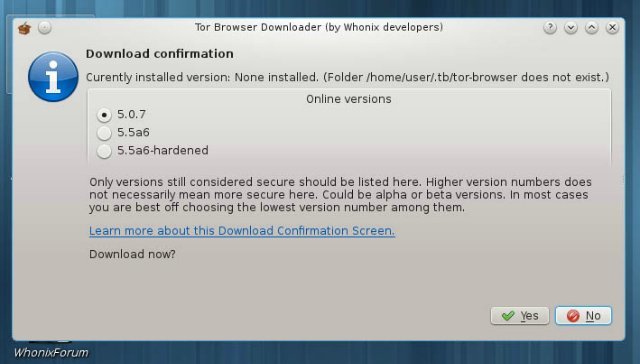 Tor Browser Downloader (by Whonix developers)
Download confirmation
Curently installed version: None installed. (Folder /home/user/.tb/tor-browser does not exist.)
Online versions
5.0.7
5.5a6
5.5a6-hardened
Only versions still considered secure should be listed here. Higher version numbers does
not necessarily mean more secure here. Could be alpha or beta versions. In most cases
you are best off choosing the lowest version number among them.
Learn more about this Download Confirmation Screen.
Download now?
Yes
No
WhonixForum